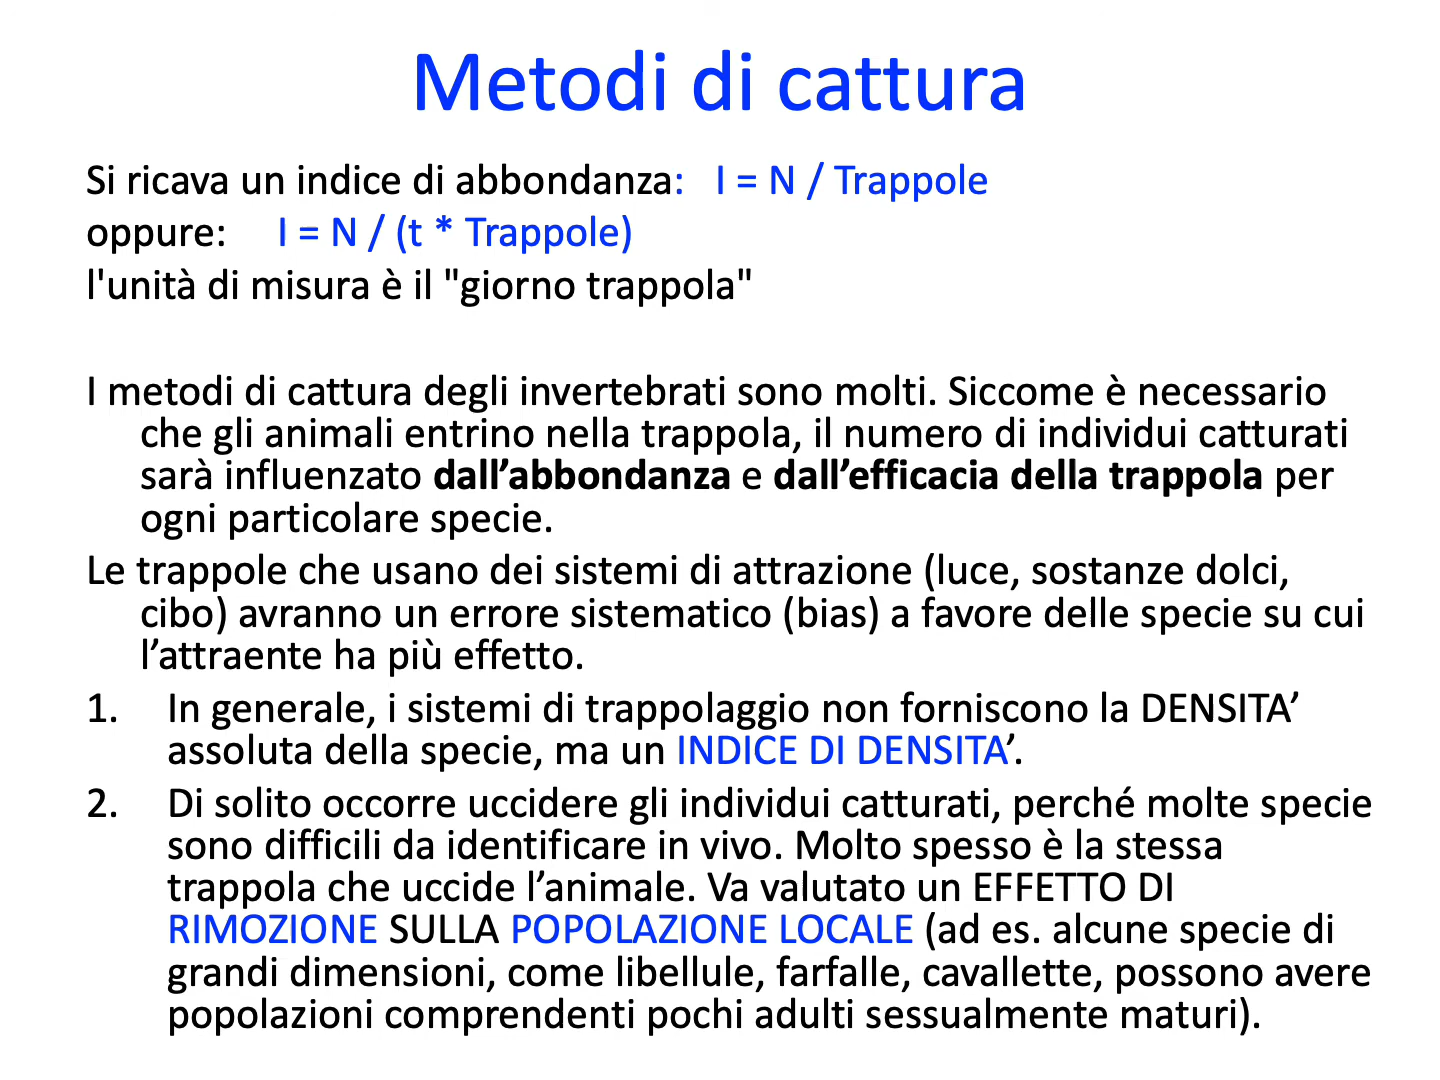 Metodi di cattura
Si ricava un indice di abbondanza: I = N / Trappole
oppure: I = N / (t * Trappole)
l'unità di misura è il "giorno trappola"
I metodi di cattura degli invertebrati sono molti. Siccome è necessario
che gli animali entrino nella trappola, il numero di individui catturati
sarà influenzato dall’abbondanza e dall’efficacia della trappola per
ogni particolare specie.
Le trappole che usano dei sistemi di attrazione (luce, sostanze dolci,
cibo) avranno un errore sistematico (bias) a favore delle specie su cui
l’attraente ha più effetto.
1. In generale, i sistemi di trappolaggio non forniscono la DENSITA’
assoluta della specie, ma un INDICE DI DENSITA’.
2. Di solito occorre uccidere gli individui catturati, perché molte specie
sono difficili da identificare in vivo. Molto spesso è la stessa
trappola che uccide l’animale. Va valutato un EFFETTO DI
RIMOZIONE SULLA POPOLAZIONE LOCALE (ad es. alcune specie di
grandi dimensioni, come libellule, farfalle, cavallette, possono avere
popolazioni comprendenti pochi adulti sessualmente maturi).